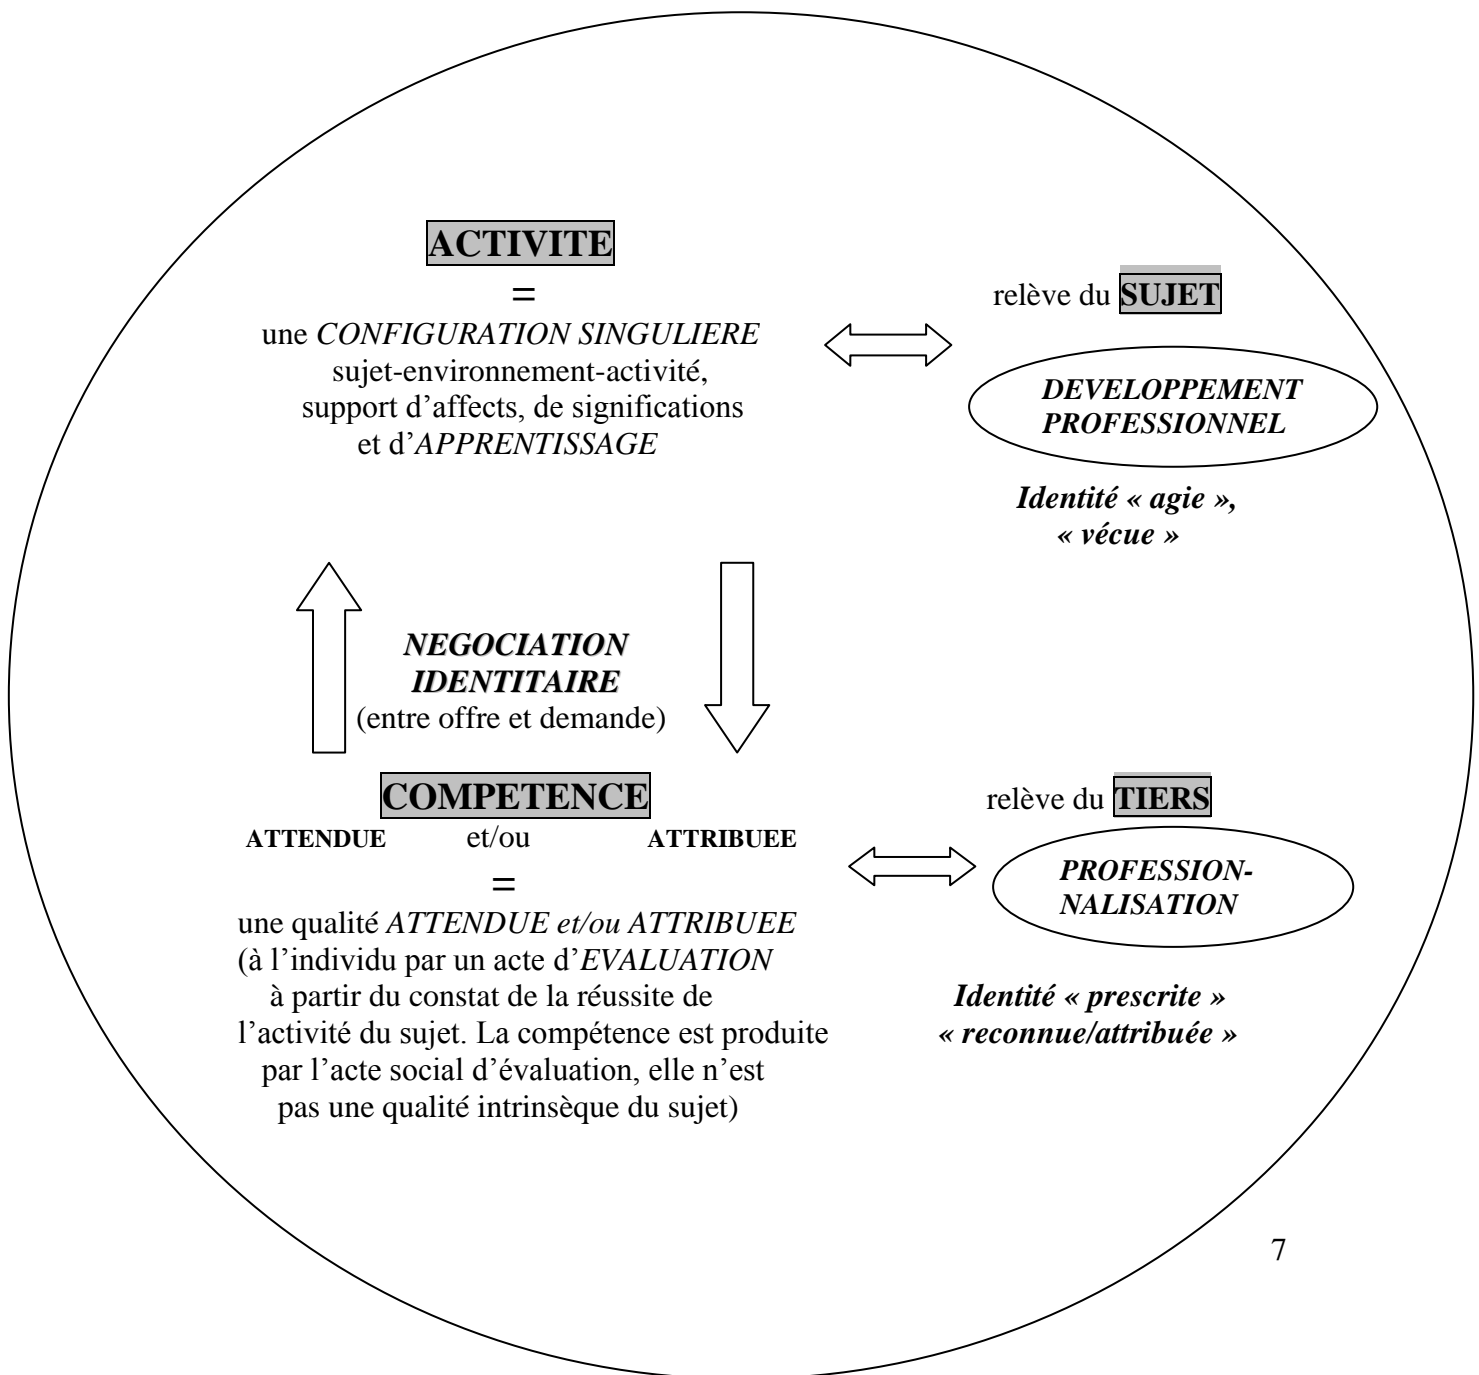 ACTIVITE
=
une CONFIGURATION SINGULIERE
sujet-environnement-activité,
support d'affects, de significations
et d'APPRENTISSAGE
relève du SUJET
DEVELOPPEMENT
PROFESSIONNEL
Identité « agie »,
« vécue »
NEGOCIATION
IDENTITAIRE
(entre offre et demande)
COMPETENCE
ATTENDUE et/ou ATTRIBUEE
=
une qualité ATTENDUE et/ou ATTRIBUEE
(à l'individu par un acte d'EVALUATION
à partir du constat de la réussite de
l'activité du sujet. La compétence est produite
par l'acte social d'évaluation, elle n'est
pas une qualité intrinsèque du sujet)
relève du TIERS
PROFESSION-
NALISATION
Identité « prescrite »
« reconnue/attribuée »
7